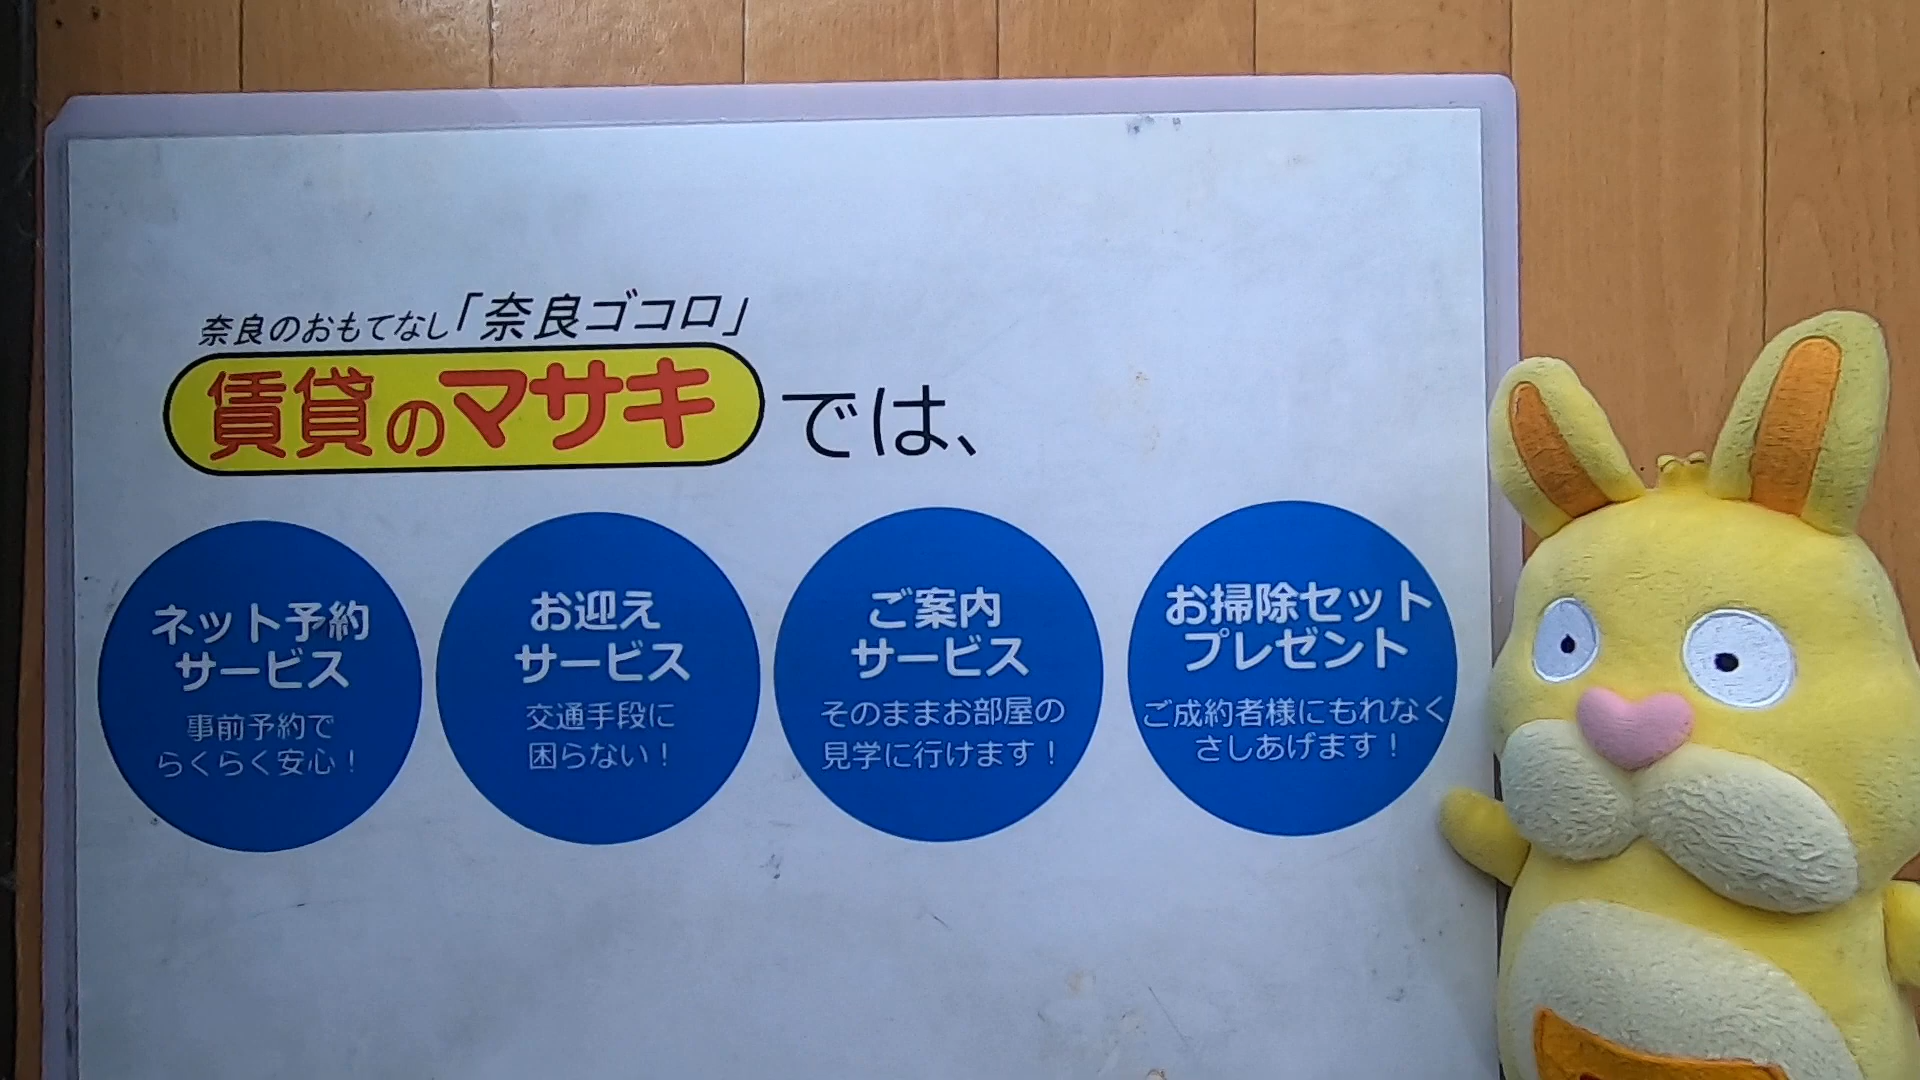 奈良のおもてなし「奈良ゴコロ」
賃貸のマサキでは、
ネット予約
サービス
事前予約で
らくらく安心！
お迎え
サービス
交通手段に
困らない！
ご案内
サービス
そのままお部屋の
見学に行けます！
お掃除セット
プレゼント
ご成約者様にもれなく
さしあげます！